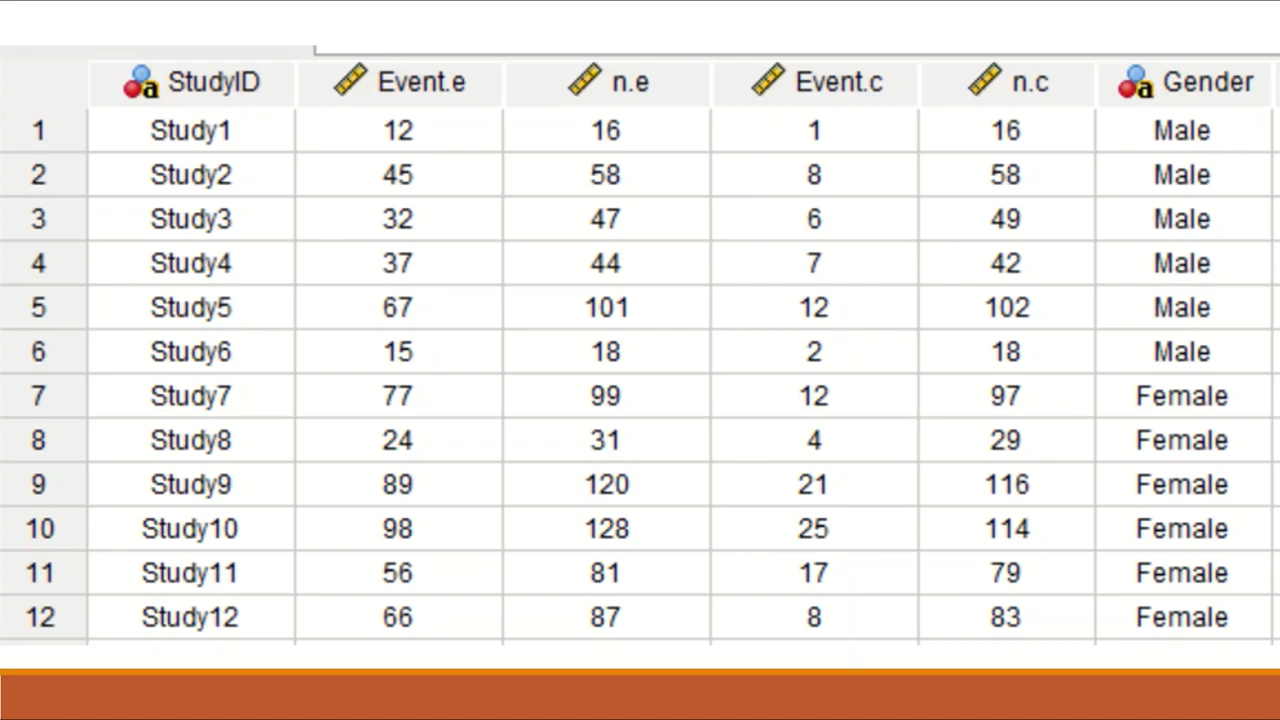 StudyID Event.e n.e Event.c n.c Gender
1 Study1 12 16 1 16 Male
2 Study2 45 58 8 58 Male
3 Study3 32 47 6 49 Male
4 Study4 37 44 7 42 Male
5 Study5 67 101 12 102 Male
6 Study6 15 18 2 18 Male
7 Study7 77 99 12 97 Female
8 Study8 24 31 4 29 Female
9 Study9 89 120 21 116 Female
10 Study10 98 128 25 114 Female
11 Study11 56 81 17 79 Female
12 Study12 66 87 8 83 Female